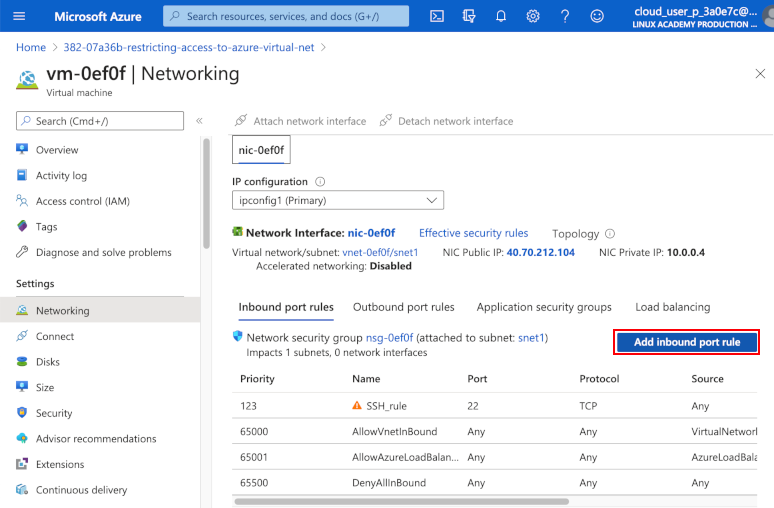 Microsoft Azure
Search resources, services, and docs (G+/)
cloud_user_p_3a0e7c@...
LINUX ACADEMY PRODUCTION ...
Home > 382-07a36b-restricting-access-to-azure-virtual-net >
vm-0ef0f | Networking
Virtual machine
Search (Cmd+/)
«
Overview
Activity log
Access control (IAM)
Tags
Diagnose and solve problems
Settings
Networking
Connect
Disks
Size
Security
Advisor recommendations
Extensions
Continuous delivery
Attach network interface Detach network interface
nic-0ef0f
IP configuration
ipconfig1 (Primary)
Network Interface: nic-0ef0f Effective security rules Topology
Virtual network/subnet: vnet-0ef0f/snet1 NIC Public IP: 40.70.212.104 NIC Private IP: 10.0.0.4
Accelerated networking: Disabled
Inbound port rules Outbound port rules Application security groups Load balancing
Network security group nsg-0ef0f (attached to subnet: snet1)
Impacts 1 subnets, 0 network interfaces
Add inbound port rule
Priority Name Port Protocol Source
123 SSH_rule 22 TCP Any
65000 AllowVnetInBound Any Any VirtualNetwork
65001 AllowAzureLoadBalan... Any Any AzureLoadBala
65500 DenyAllInBound Any Any Any